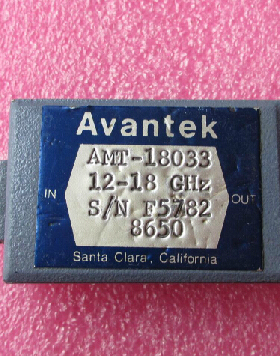 Avantek
AMT-18033
12-18 GHz
IN
S/N F5782
OUT
8650
Santa Clara, California